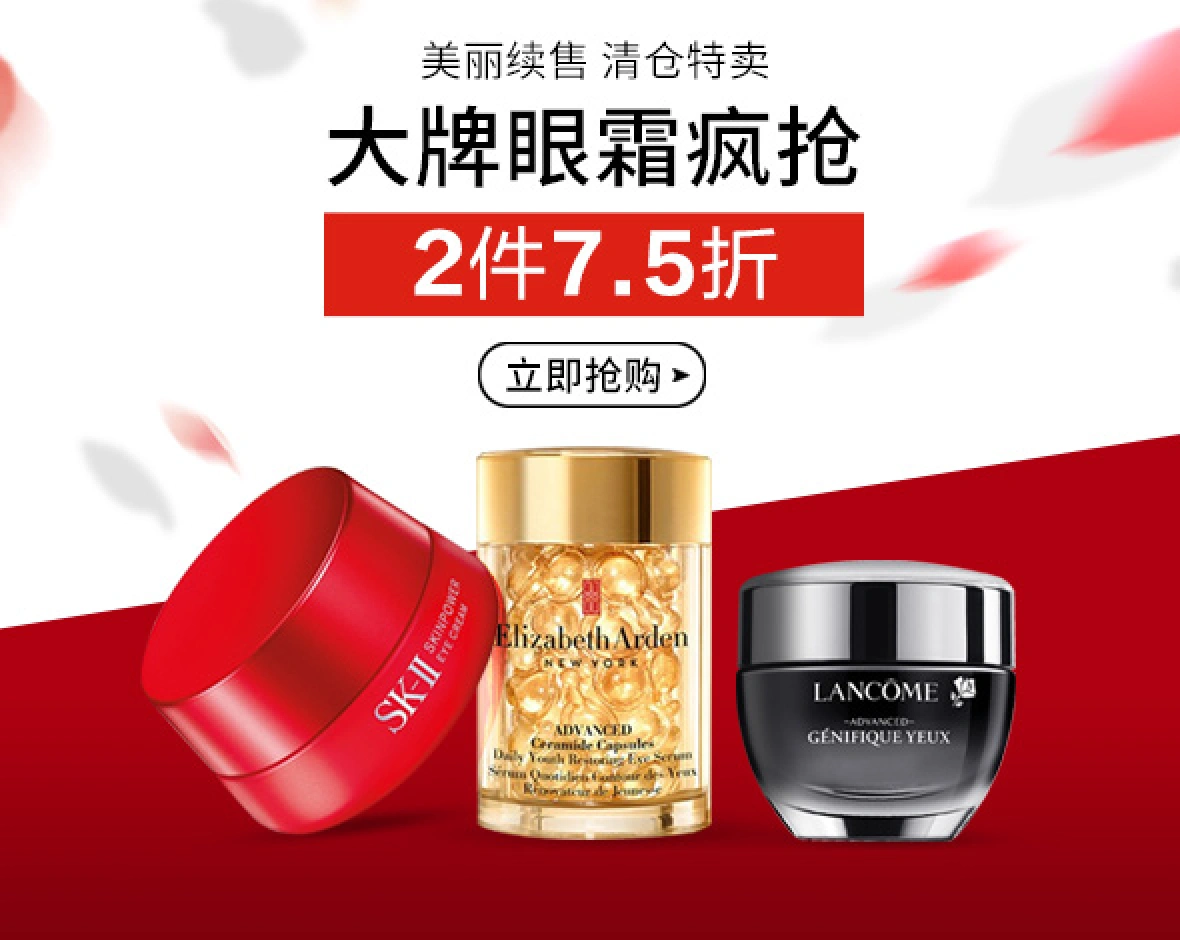 美丽续售 清仓特卖
大牌眼霜疯抢
2件7.5折
立即抢购
SK-II
SKINPOWER
EYE CREAM
Elizabeth Arden
NEW YORK
ADVANCED
Ceramide Capsules
Daily Youth Restoring Eye Serum
Sérum Quotidien Contour des Yeux
Rénovateur de Jeunesse
LANCÔME
-ADVANCED-
GÉNIFIQUE YEUX